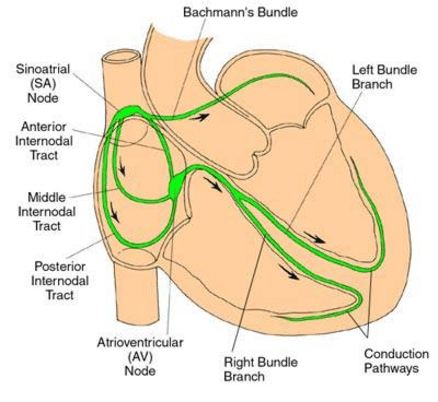 Bachmann's Bundle
Sinoatrial
(SA)
Node
Left Bundle
Branch
Anterior
Internodal
Tract
Middle
Internodal
Tract
Posterior
Internodal
Tract
Atrioventricular
(AV)
Node
Right Bundle
Branch
Conduction
Pathways